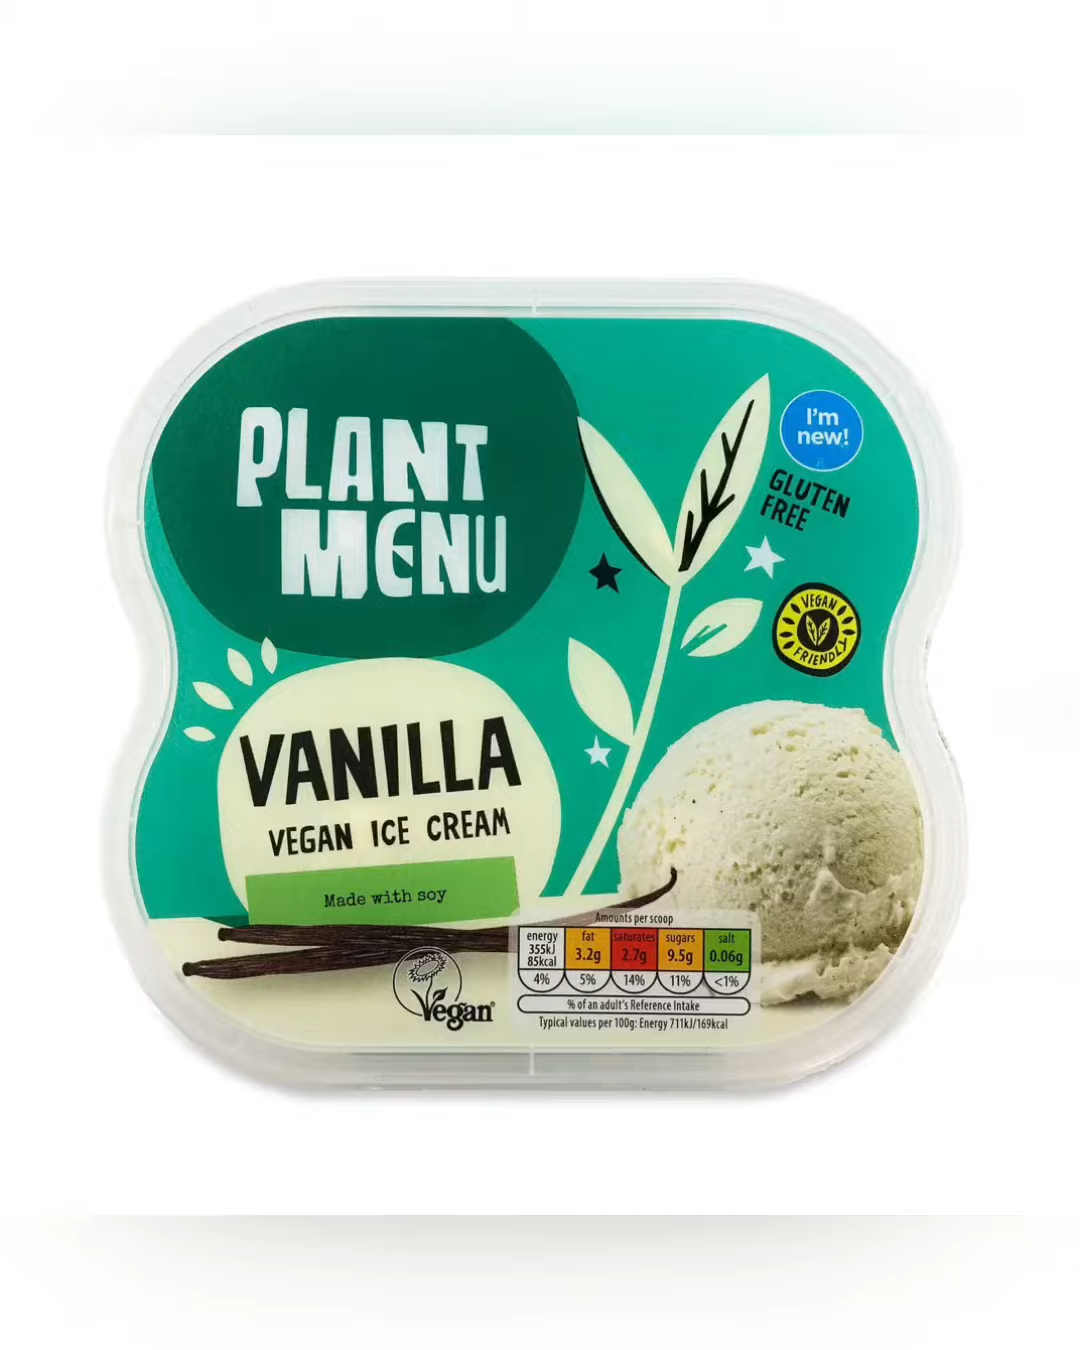 PLANT
MENU
I'm
new!
GLUTEN
FREE
VEGAN
FRIENDLY
VANILLA
VEGAN ICE CREAM
Made with soy
Vegan
Amounts per scoop
energy
355kJ
85kcal
4%
fat
3.2g
5%
saturates
2.7g
14%
sugars
9.5g
11%
salt
0.06g
<1%
% of an adult's Reference Intake
Typical values per 100g: Energy 711kJ/169kcal